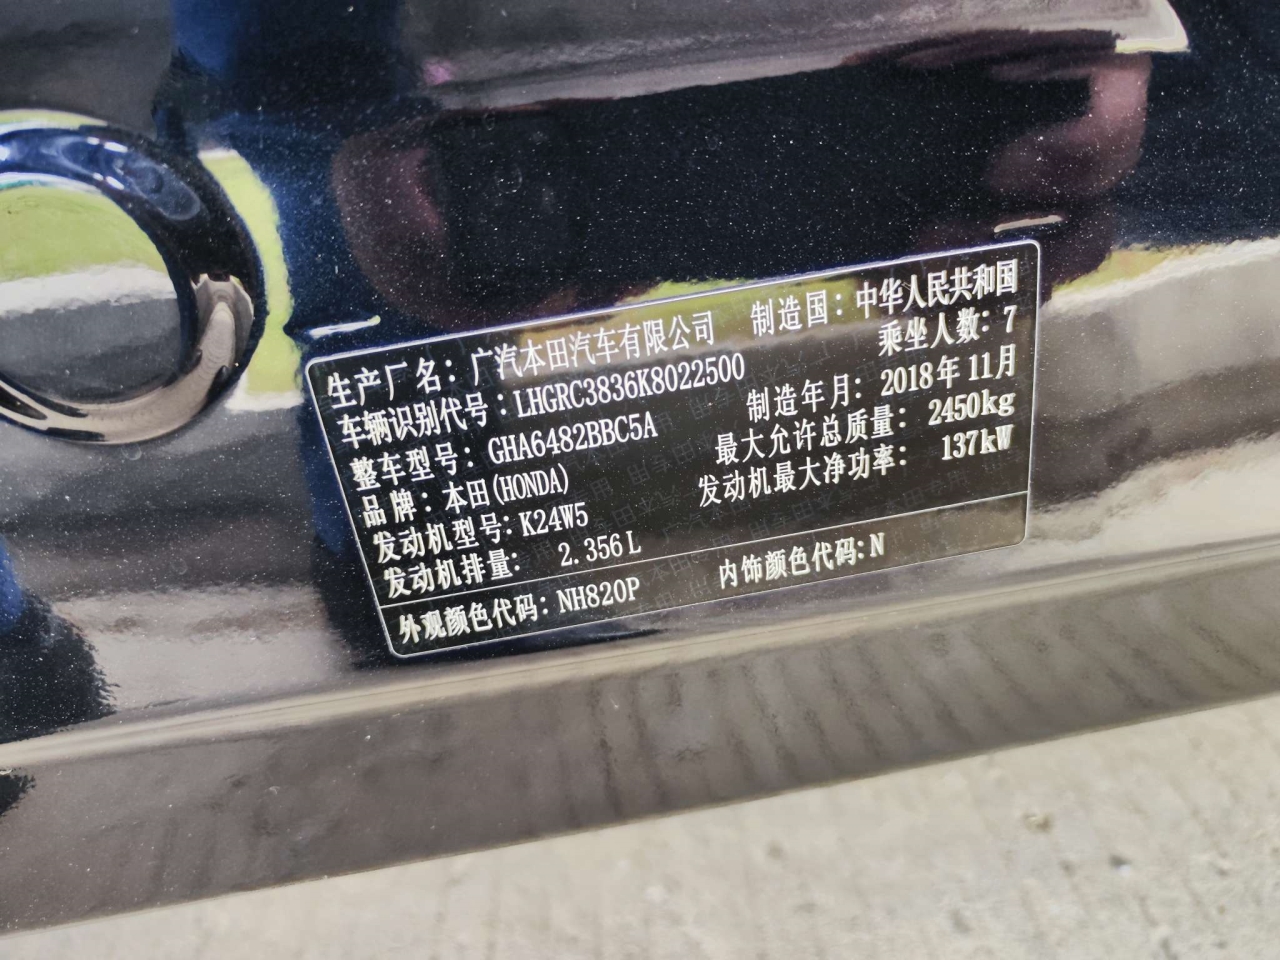 生产厂名：广汽本田汽车有限公司 制造国：中华人民共和国
车辆识别代号：LHGRC3836K8022500 乘坐人数：7
整车型号：GHA6482BBC5A 制造年月：2018年11月
品牌：本田(HONDA) 最大允许总质量：2450kg
发动机型号：K24W5 发动机最大净功率：137kW
发动机排量：2.356L
外观颜色代码：NH820P 内饰颜色代码：N